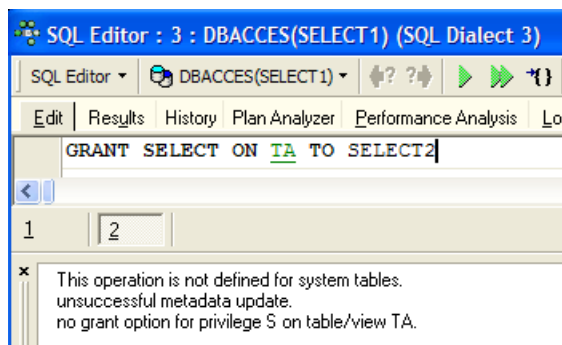 SQL Editor : 3 : DBACCES(SELECT1) (SQL Dialect 3)
SQL Editor DBACCES(SELECT1)
Edit Results History Plan Analyzer Performance Analysis Lo
GRANT SELECT ON TA TO SELECT2
1 2
This operation is not defined for system tables.
unsuccessful metadata update.
no grant option for privilege S on table/view TA.